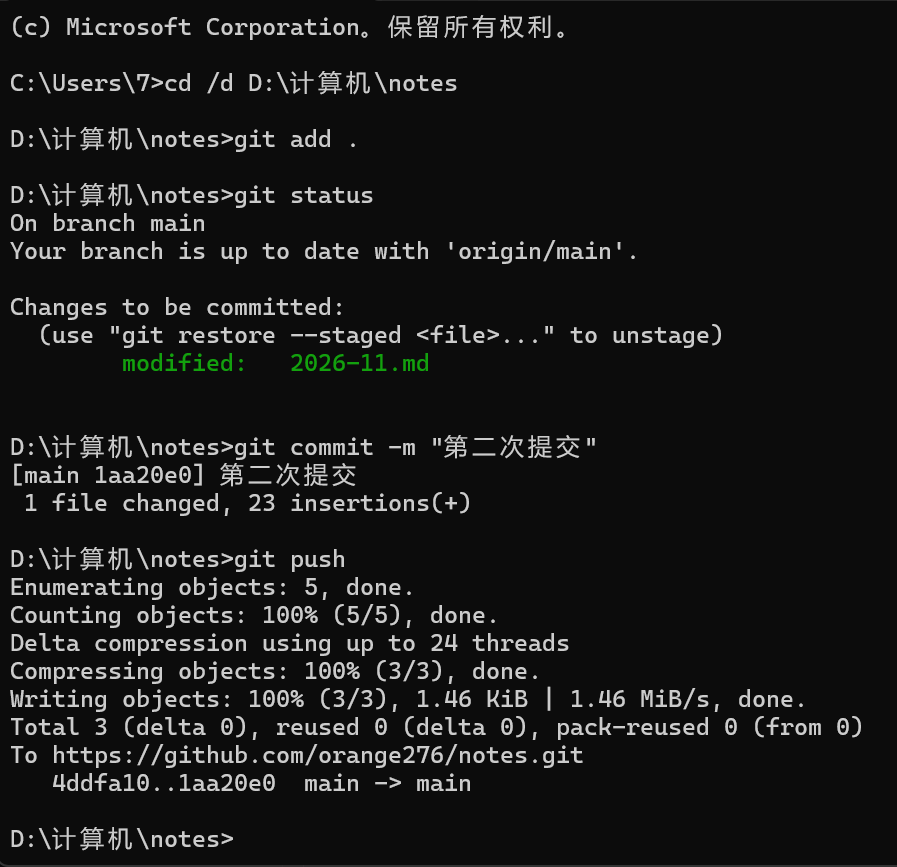 (c) Microsoft Corporation。保留所有权利。
C:\Users\7>cd /d D:\计算机\notes
D:\计算机\notes>git add .
D:\计算机\notes>git status
On branch main
Your branch is up to date with 'origin/main'.
Changes to be committed:
  (use "git restore --staged <file>..." to unstage)
        modified:   2026-11.md
D:\计算机\notes>git commit -m "第二次提交"
[main 1aa20e0] 第二次提交
 1 file changed, 23 insertions(+)
D:\计算机\notes>git push
Enumerating objects: 5, done.
Counting objects: 100% (5/5), done.
Delta compression using up to 24 threads
Compressing objects: 100% (3/3), done.
Writing objects: 100% (3/3), 1.46 KiB | 1.46 MiB/s, done.
Total 3 (delta 0), reused 0 (delta 0), pack-reused 0 (from 0)
To https://github.com/orange276/notes.git
   4ddfa10..1aa20e0  main -> main
D:\计算机\notes>